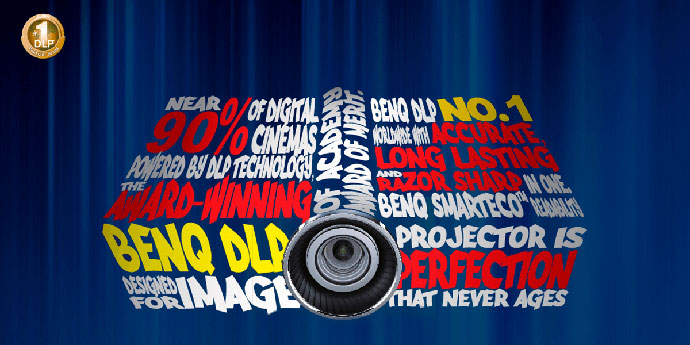 #1
DLP
NEAR
90% OF DIGITAL
CINEMAS
POWERED BY DLP TECHNOLOGY,
THE
AWARD-WINNING
BENQ DLP
DESIGNED
FOR IMAGE
OF ACADEMY
AWARD OF MERIT.
BENQ DLP NO.1
WORLDWIDE WITH ACCURATE,
LONG LASTING
AND
RAZOR SHARP IN ONE.
BENQ SMARTECO™ READABILITY
PROJECTOR IS
PERFECTION
THAT NEVER AGES